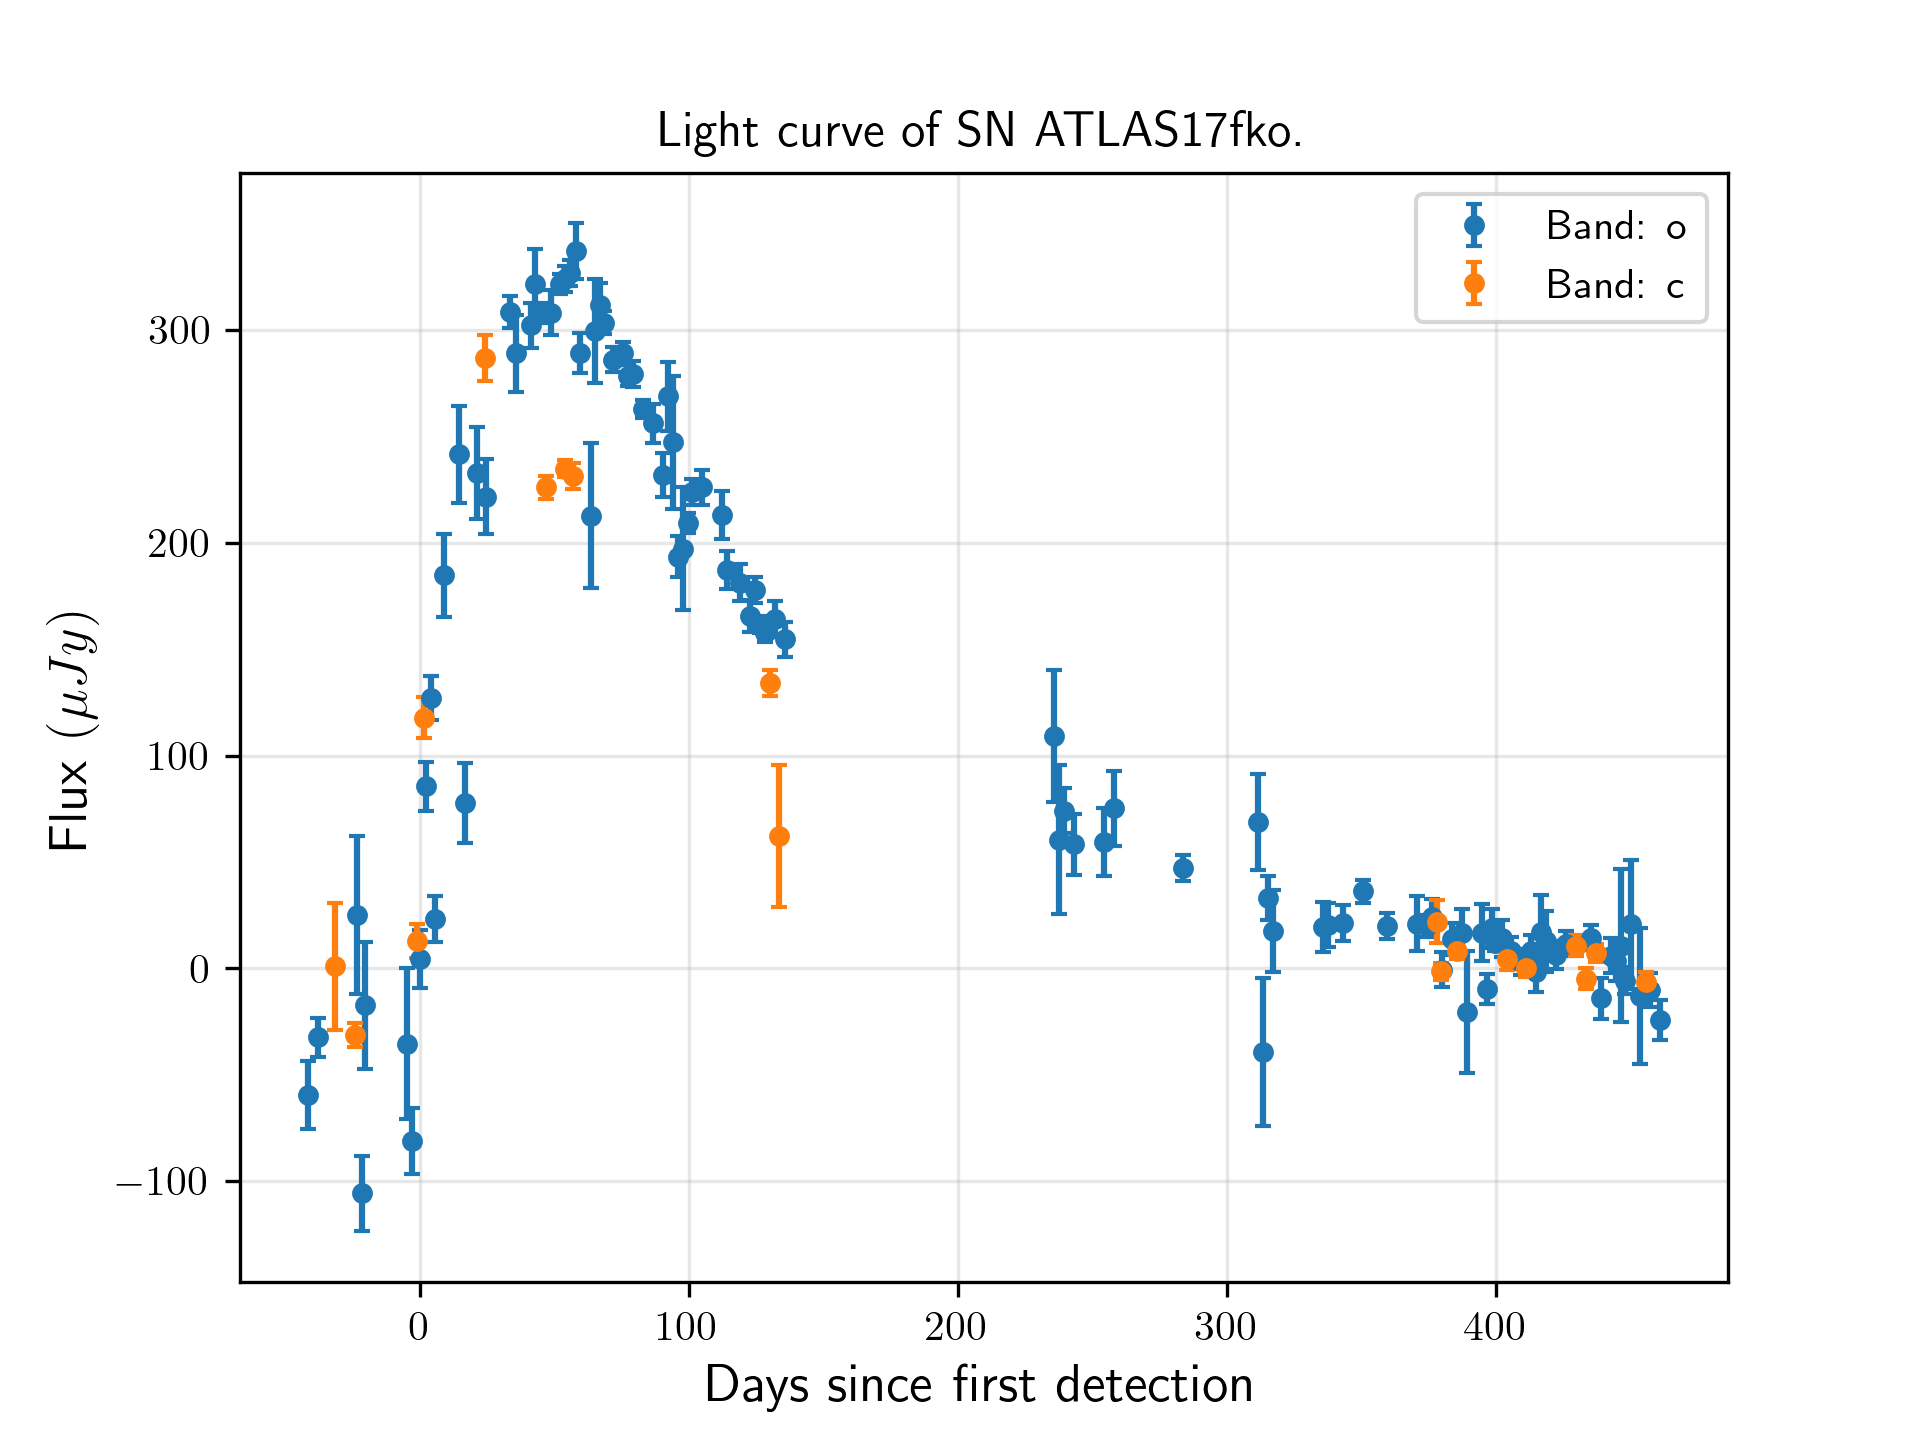 Light curve of SN ATLAS17fko.
Band: o
Band: c
Flux (μJy)
300
200
100
0
−100
0 100 200 300 400
Days since first detection